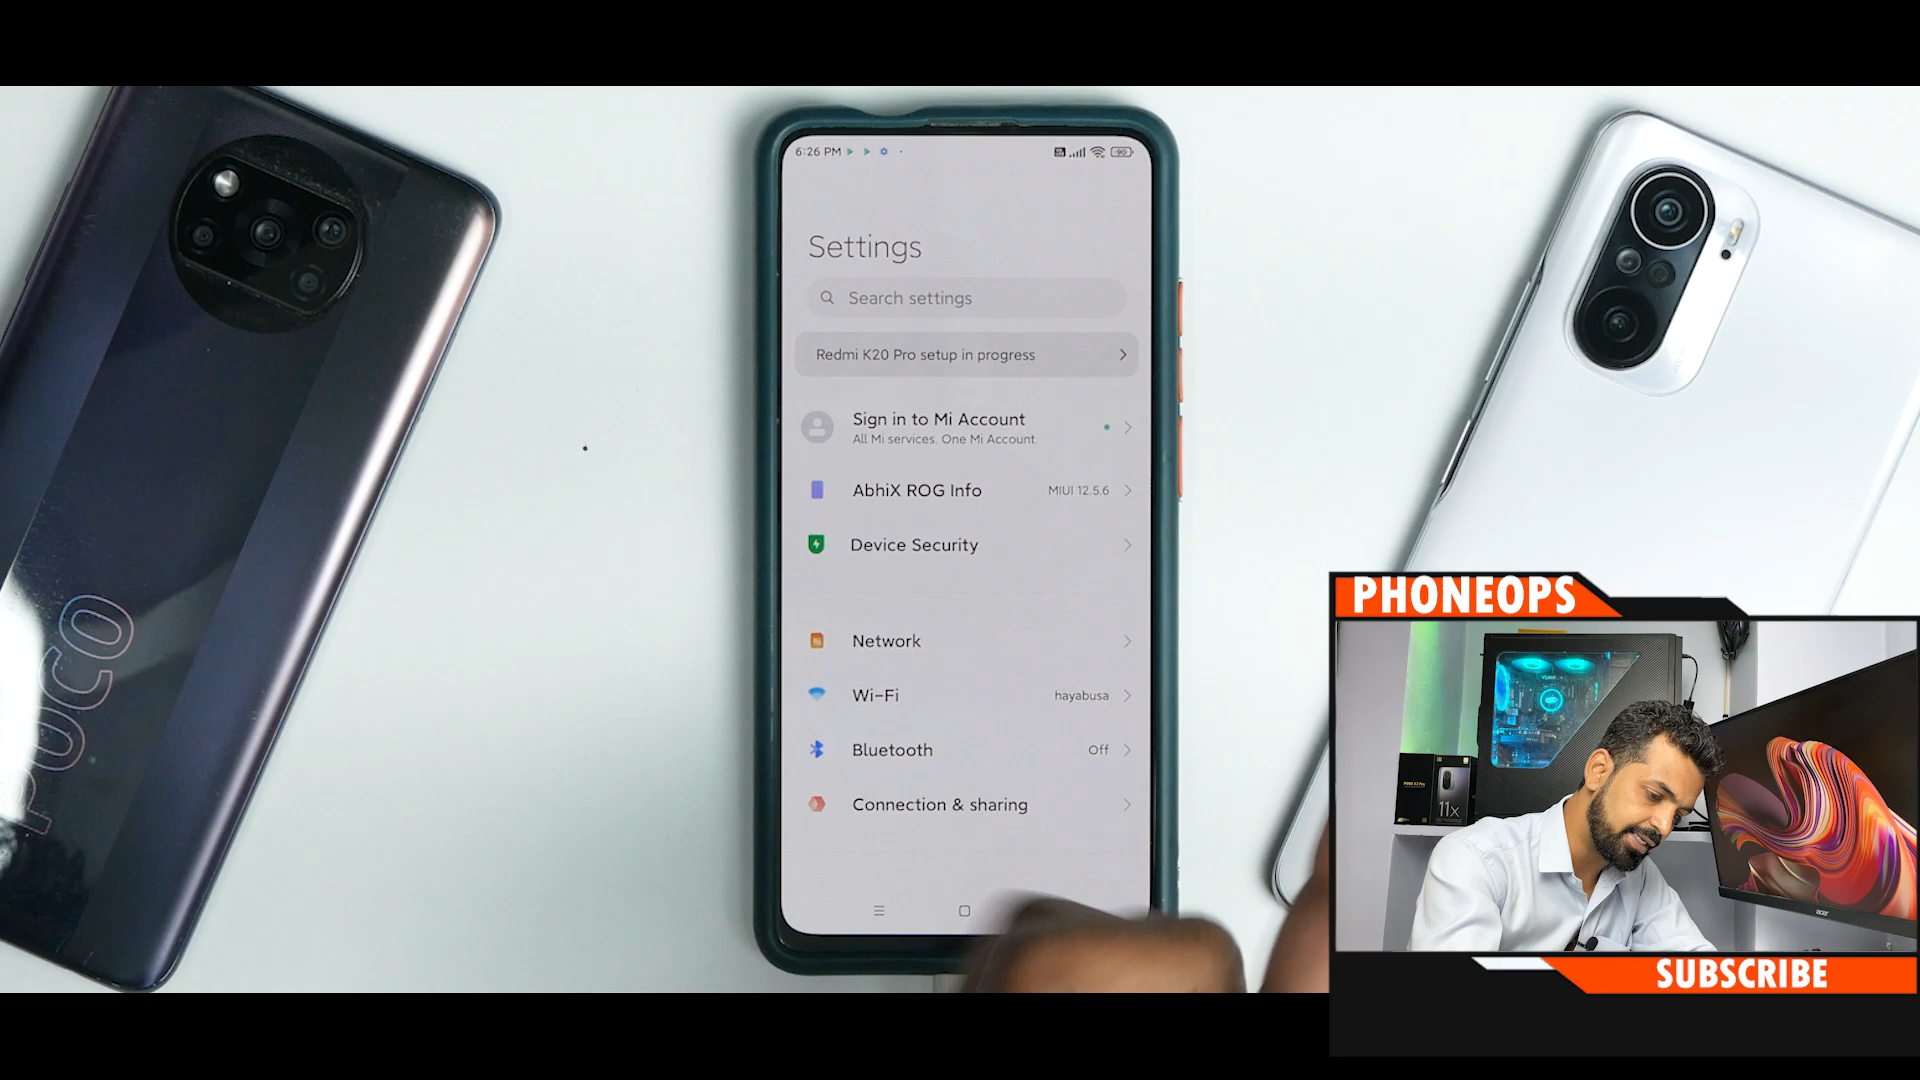 6:26 PM
90
Settings
Search settings
Redmi K20 Pro setup in progress
Sign in to Mi Account
All Mi services. One Mi Account.
AbhiX ROG Info
MIUI 12.5.6
Device Security
Network
Wi-Fi
hayabusa
Bluetooth
Off
Connection & sharing
POCO
PHONEOPS
11x
acer
SUBSCRIBE